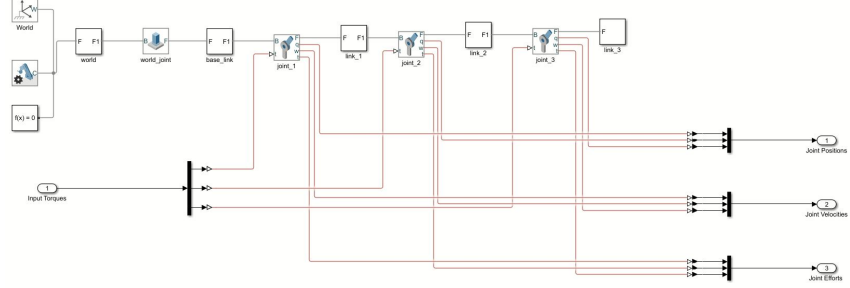 W
World
C
f(x) = 0
F F1
world
B F
world_joint
F F1
base_link
B F
q
w
t t
joint_1
F F1
link_1
B F
q
w
t t
joint_2
F F1
link_2
B F
q
w
t t
joint_3
F
link_3
1
Input Torques
1
Joint Positions
2
Joint Velocities
3
Joint Efforts